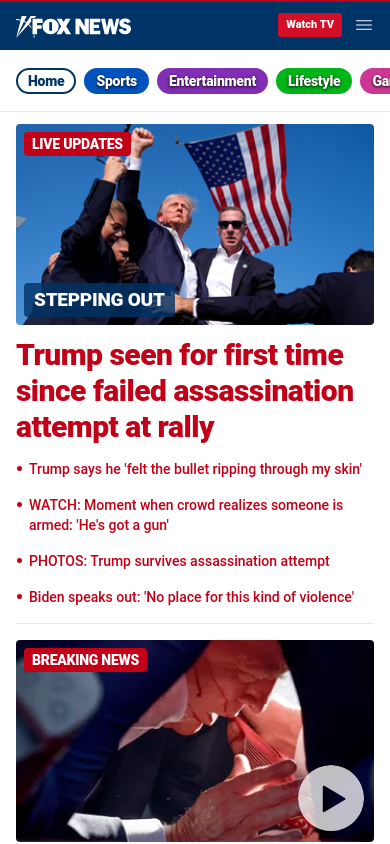 FOX NEWS
Watch TV
Home
Sports
Entertainment
Lifestyle
LIVE UPDATES
STEPPING OUT
Trump seen for first time
since failed assassination
attempt at rally
• Trump says he 'felt the bullet ripping through my skin'
• WATCH: Moment when crowd realizes someone is
armed: 'He's got a gun'
• PHOTOS: Trump survives assassination attempt
• Biden speaks out: 'No place for this kind of violence'
BREAKING NEWS